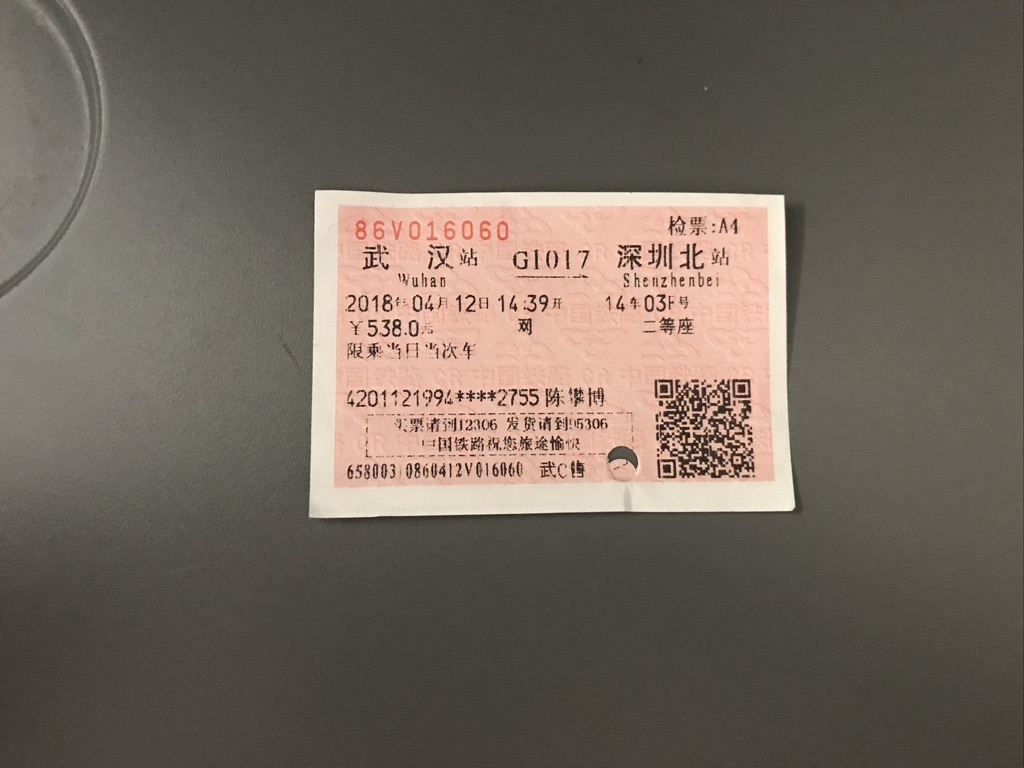 86V016060 检票:A4
武汉站 G1017 深圳北站
Wuhan Shenzhenbei
2018年04月12日14:39开 14车03F号
￥538.0元 网 二等座
限乘当日当次车
4201121994****2755 陈攀博
买票请到12306 发货请到95306
中国铁路祝您旅途愉快
65800310860412V016060 武C售